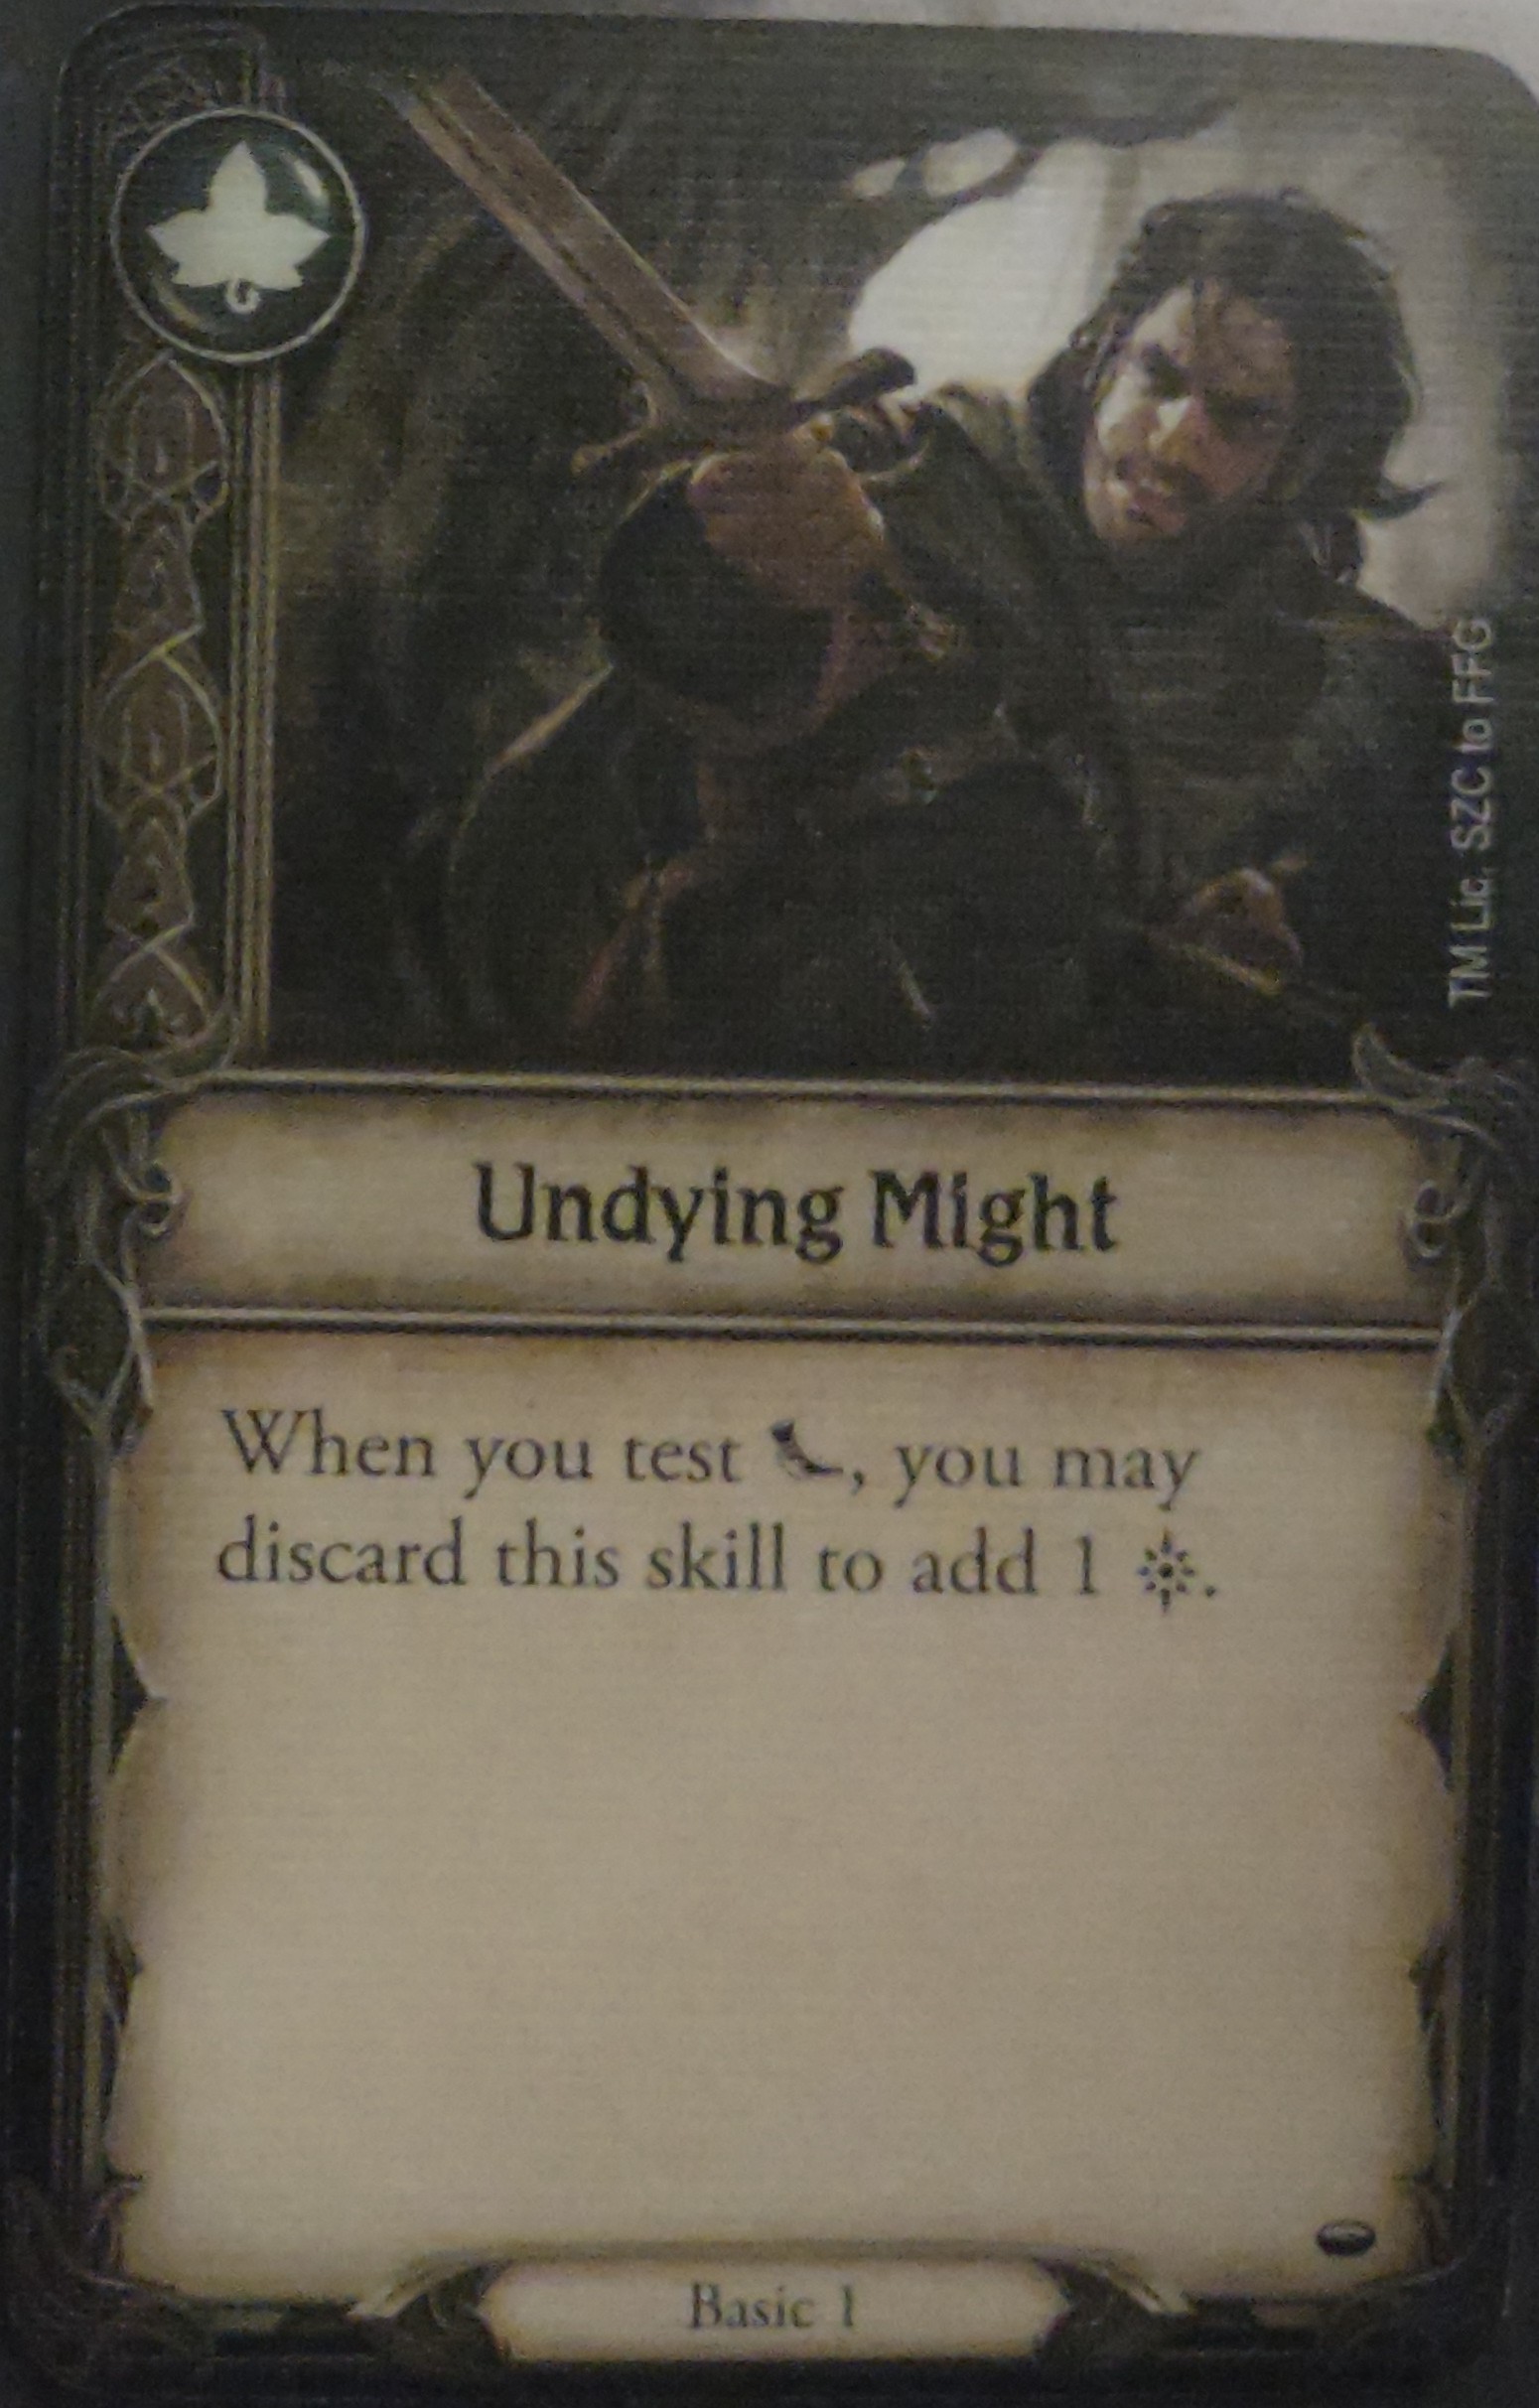 TM Lic. SZC to FFG
Undying Might
When you test , you may
discard this skill to add 1 .
Basic 1